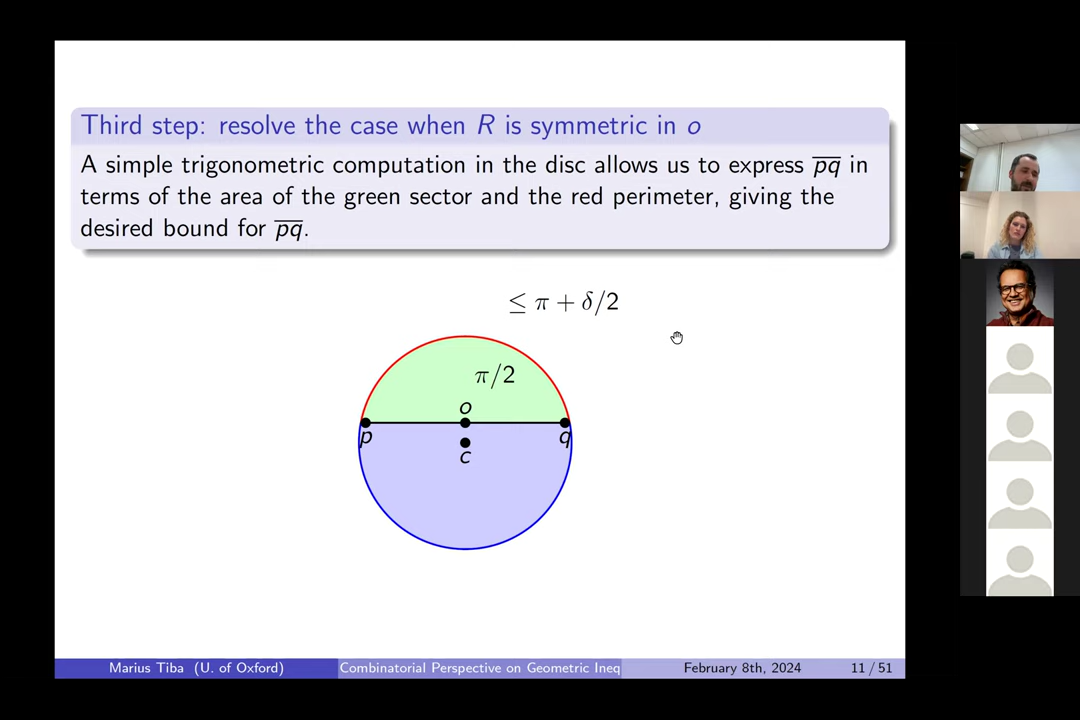 Third step: resolve the case when R is symmetric in o
A simple trigonometric computation in the disc allows us to express p̅q̅ in
terms of the area of the green sector and the red perimeter, giving the
desired bound for p̅q̅.
≤ π + δ/2
π/2
o
p
q
c
Marius Tiba (U. of Oxford)
Combinatorial Perspective on Geometric Ineq
February 8th, 2024
11 / 51